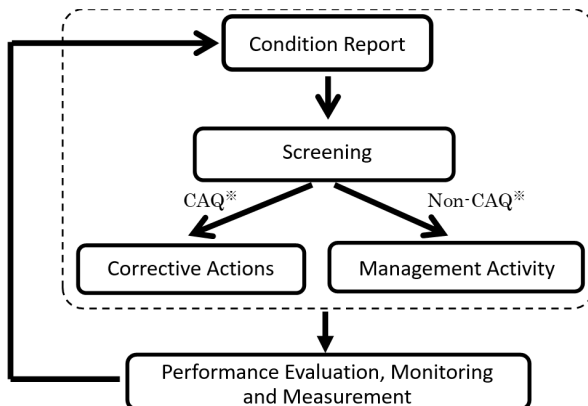 Condition Report
Screening
CAQ※
Non-CAQ※
Corrective Actions
Management Activity
Performance Evaluation, Monitoring
and Measurement